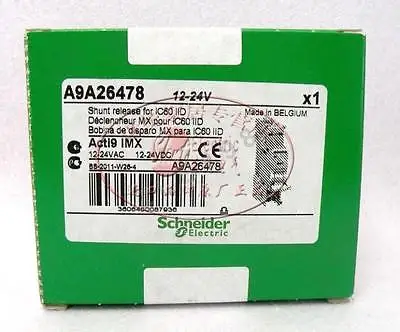 A9A26478 12-24V x1
Shunt release for iC60 IID Made in BELGIUM
Déclencheur MX pour iC60 IID
Bobina de disparo MX para iC60 IID
Acti9 iMX
12-24VAC 12-24VDC CE
A9A26478
Schneider
Electric